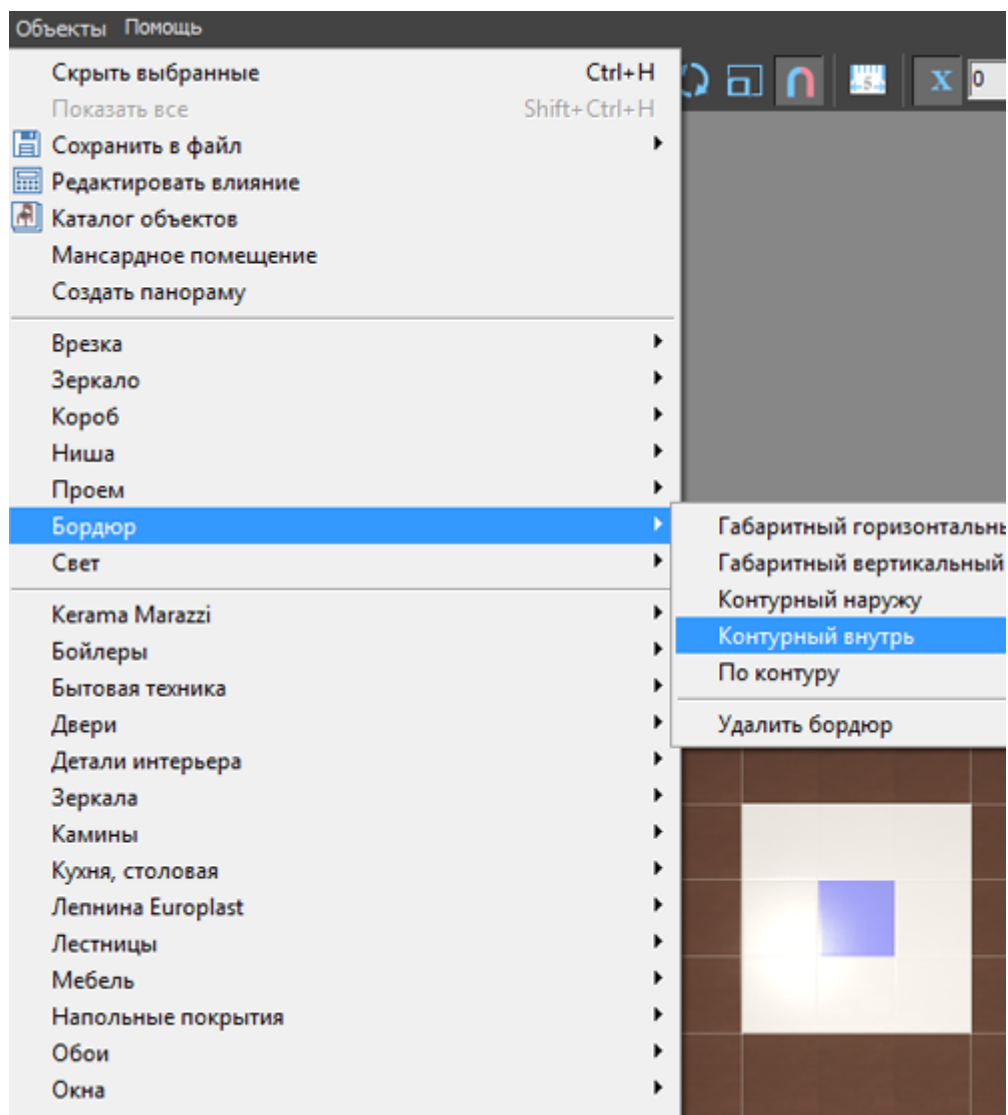 Объекты Помощь
Скрыть выбранные Ctrl+H
Показать все Shift+Ctrl+H
Сохранить в файл
Редактировать влияние
Каталог объектов
Мансардное помещение
Создать панораму
Врезка
Зеркало
Короб
Ниша
Проем
Бордюр
Свет
Kerama Marazzi
Бойлеры
Бытовая техника
Двери
Детали интерьера
Зеркала
Камины
Кухня, столовая
Лепнина Europlast
Лестницы
Мебель
Напольные покрытия
Обои
Окна
5
X 0
Габаритный горизонтальны
Габаритный вертикальный
Контурный наружу
Контурный внутрь
По контуру
Удалить бордюр